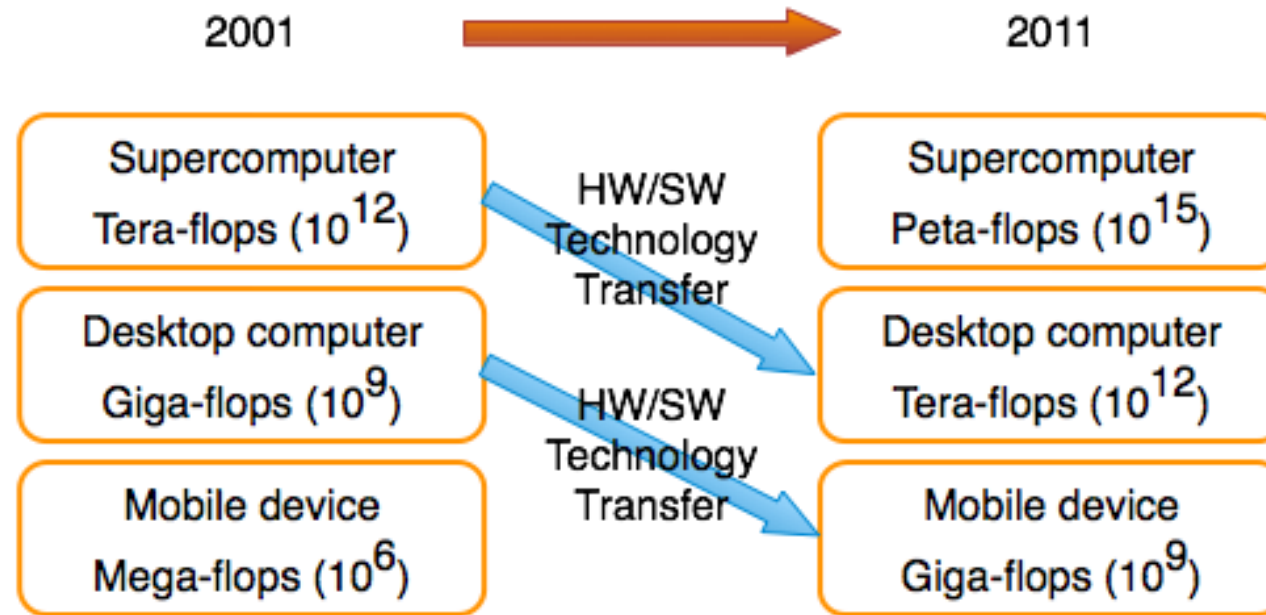 2001
2011
Supercomputer
Tera-flops (10^12)
HW/SW
Technology
Transfer
Supercomputer
Peta-flops (10^15)
Desktop computer
Giga-flops (10^9)
HW/SW
Technology
Transfer
Desktop computer
Tera-flops (10^12)
Mobile device
Mega-flops (10^6)
Mobile device
Giga-flops (10^9)